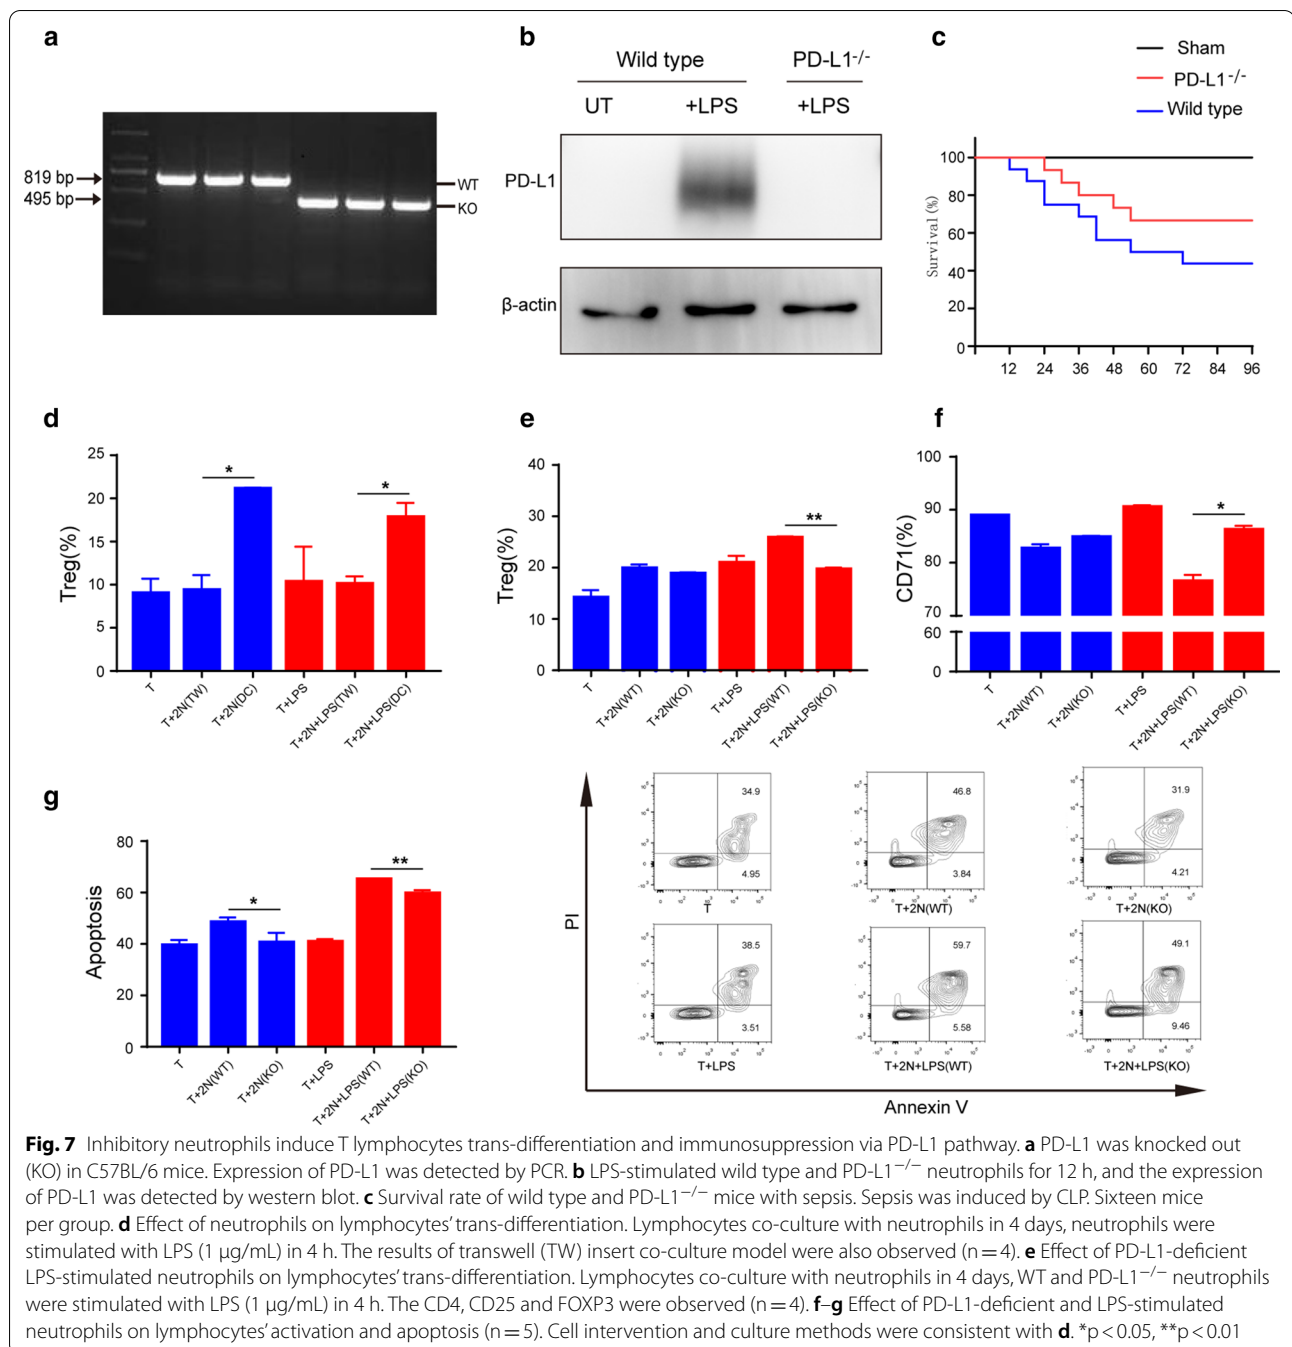 a
819 bp
495 bp
WT
KO
b
Wild type
PD-L1-/-
UT
+LPS
+LPS
PD-L1
β-actin
c
Sham
PD-L1-/-
Wild type
Survival (%)
100
80
60
40
20
0
12 24 36 48 60 72 84 96
d
Treg(%)
25
20
15
10
5
0
*
*
T
T+2N(TW)
T+2N(DC)
T+LPS
T+2N+LPS(TW)
T+2N+LPS(DC)
e
Treg(%)
40
30
20
10
0
**
T
T+2N(WT)
T+2N(KO)
T+LPS
T+2N+LPS(WT)
T+2N+LPS(KO)
f
CD71(%)
100
90
80
70
60
0
*
T
T+2N(WT)
T+2N(KO)
T+LPS
T+2N+LPS(WT)
T+2N+LPS(KO)
g
Apoptosis
80
60
40
20
0
*
**
T
T+2N(WT)
T+2N(KO)
T+LPS
T+2N+LPS(WT)
T+2N+LPS(KO)
PI
34.9
4.95
T
46.8
3.84
T+2N(WT)
31.9
4.21
T+2N(KO)
38.5
3.51
T+LPS
59.7
5.58
T+2N+LPS(WT)
49.1
9.46
T+2N+LPS(KO)
Annexin V
Fig. 7 Inhibitory neutrophils induce T lymphocytes trans-differentiation and immunosuppression via PD-L1 pathway. a PD-L1 was knocked out
(KO) in C57BL/6 mice. Expression of PD-L1 was detected by PCR. b LPS-stimulated wild type and PD-L1−/− neutrophils for 12 h, and the expression
of PD-L1 was detected by western blot. c Survival rate of wild type and PD-L1−/− mice with sepsis. Sepsis was induced by CLP. Sixteen mice
per group. d Effect of neutrophils on lymphocytes' trans-differentiation. Lymphocytes co-culture with neutrophils in 4 days, neutrophils were
stimulated with LPS (1 μg/mL) in 4 h. The results of transwell (TW) insert co-culture model were also observed (n = 4). e Effect of PD-L1-deficient
LPS-stimulated neutrophils on lymphocytes' trans-differentiation. Lymphocytes co-culture with neutrophils in 4 days, WT and PD-L1−/− neutrophils
were stimulated with LPS (1 μg/mL) in 4 h. The CD4, CD25 and FOXP3 were observed (n = 4). f–g Effect of PD-L1-deficient and LPS-stimulated
neutrophils on lymphocytes' activation and apoptosis (n = 5). Cell intervention and culture methods were consistent with d. *p < 0.05, **p < 0.01